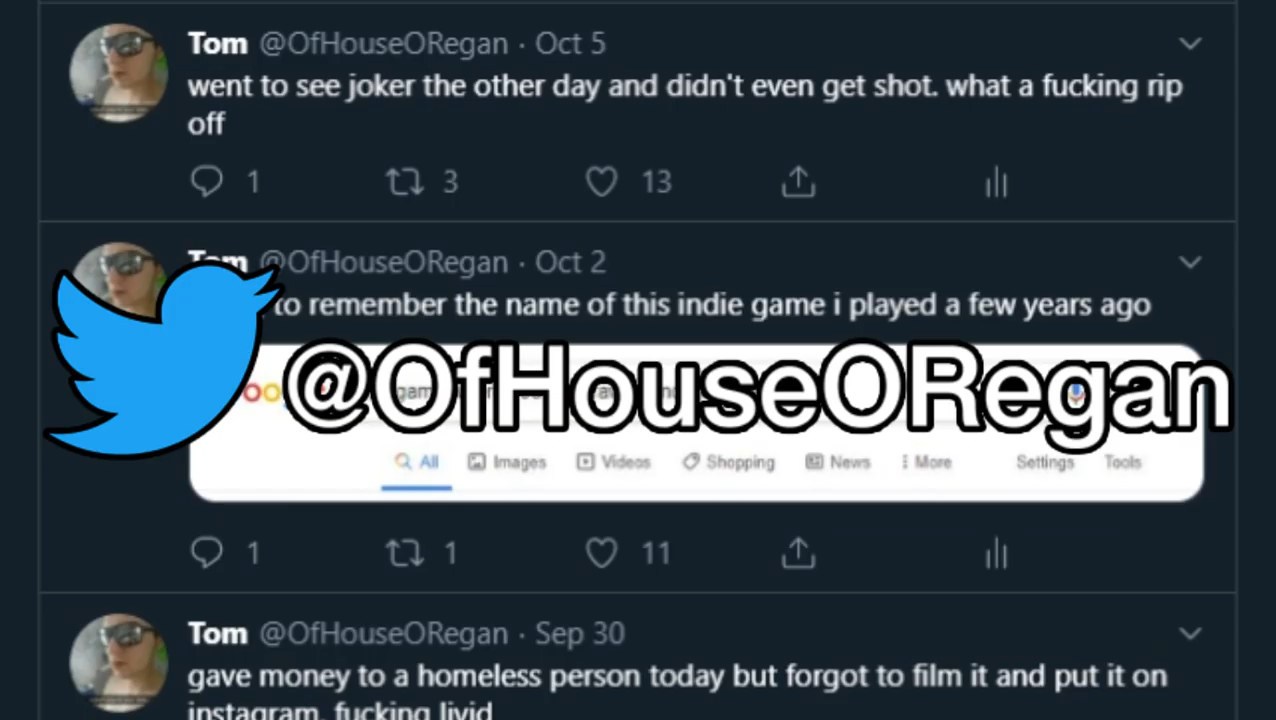 Tom @OfHouseORegan · Oct 5
went to see joker the other day and didn't even get shot. what a fucking rip
off
1 3 13
Tom @OfHouseORegan · Oct 2
to remember the name of this indie game i played a few years ago
@OfHouseORegan
All Images Videos Shopping News More Settings Tools
1 1 11
Tom @OfHouseORegan · Sep 30
gave money to a homeless person today but forgot to film it and put it on
instagram. fucking livid